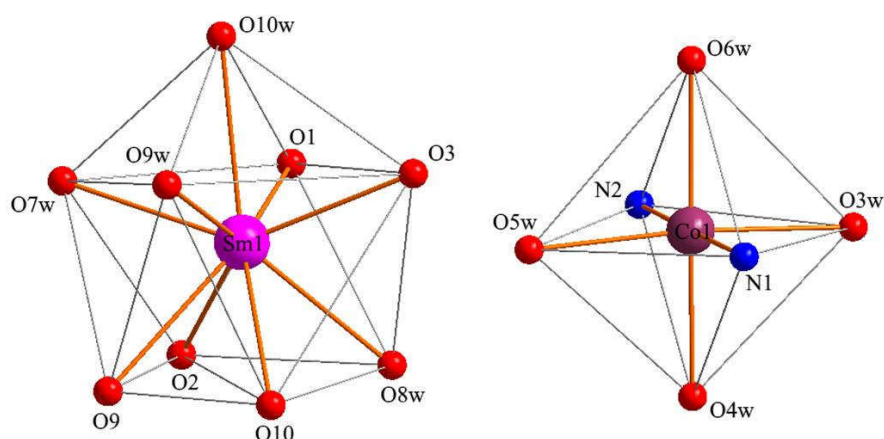 O10w
O9w
O1
O3
O7w
Sm1
O2
O8w
O9
O10
O6w
N2
O3w
O5w
Co1
N1
O4w